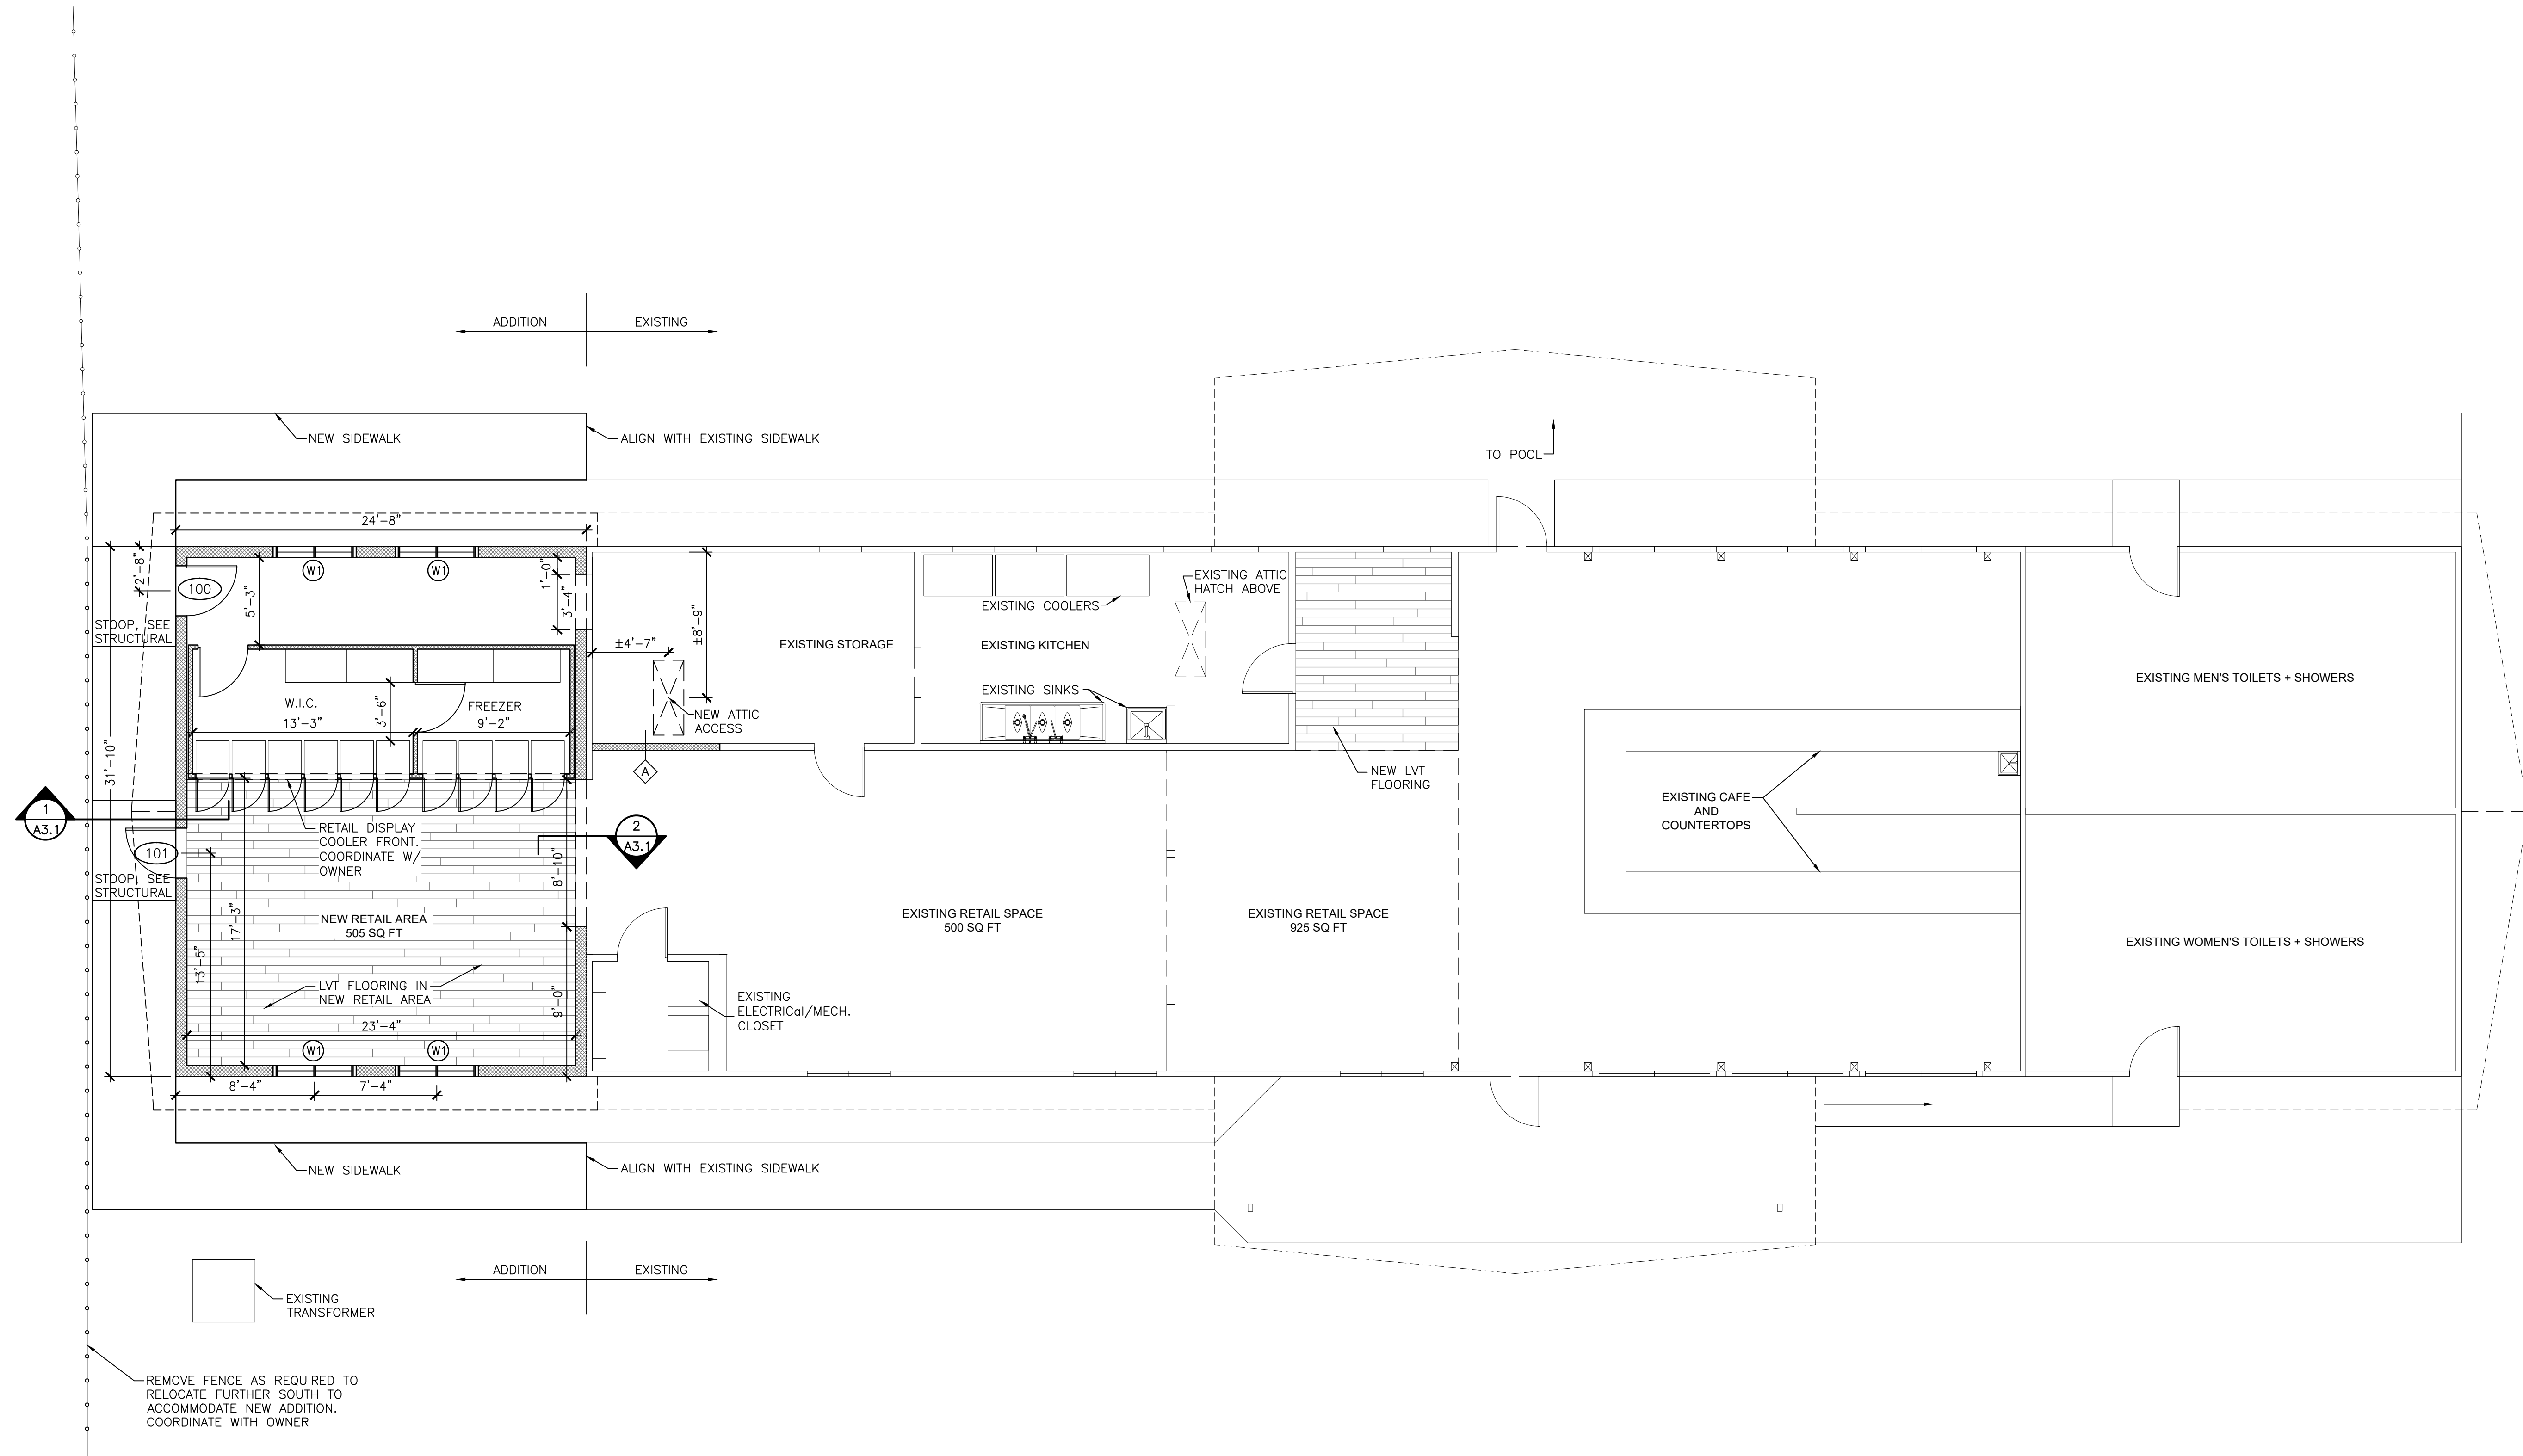 ADDITION
EXISTING
NEW SIDEWALK
ALIGN WITH EXISTING SIDEWALK
TO POOL
24'-8"
2'-8"
W1
W1
1'-0"
100
5'-3"
3'-4"
±8'-9"
EXISTING ATTIC
HATCH ABOVE
EXISTING COOLERS
STOOP, SEE
STRUCTURAL
±4'-7"
EXISTING STORAGE
EXISTING KITCHEN
EXISTING MEN'S TOILETS + SHOWERS
EXISTING SINKS
W.I.C.
13'-3"
3'-6"
FREEZER
9'-2"
NEW ATTIC
ACCESS
31'-10"
A
NEW LVT
FLOORING
1
A3.1
EXISTING CAFE
AND
COUNTERTOPS
RETAIL DISPLAY
COOLER FRONT.
COORDINATE W/
OWNER
2
A3.1
101
8'-10"
STOOP, SEE
STRUCTURAL
17'-3"
NEW RETAIL AREA
505 SQ FT
EXISTING RETAIL SPACE
500 SQ FT
EXISTING RETAIL SPACE
925 SQ FT
EXISTING WOMEN'S TOILETS + SHOWERS
13'-5"
LVT FLOORING IN
NEW RETAIL AREA
9'-0"
EXISTING
ELECTRICal/MECH.
CLOSET
23'-4"
W1
W1
8'-4"
7'-4"
NEW SIDEWALK
ALIGN WITH EXISTING SIDEWALK
ADDITION
EXISTING
EXISTING
TRANSFORMER
REMOVE FENCE AS REQUIRED TO
RELOCATE FURTHER SOUTH TO
ACCOMMODATE NEW ADDITION.
COORDINATE WITH OWNER